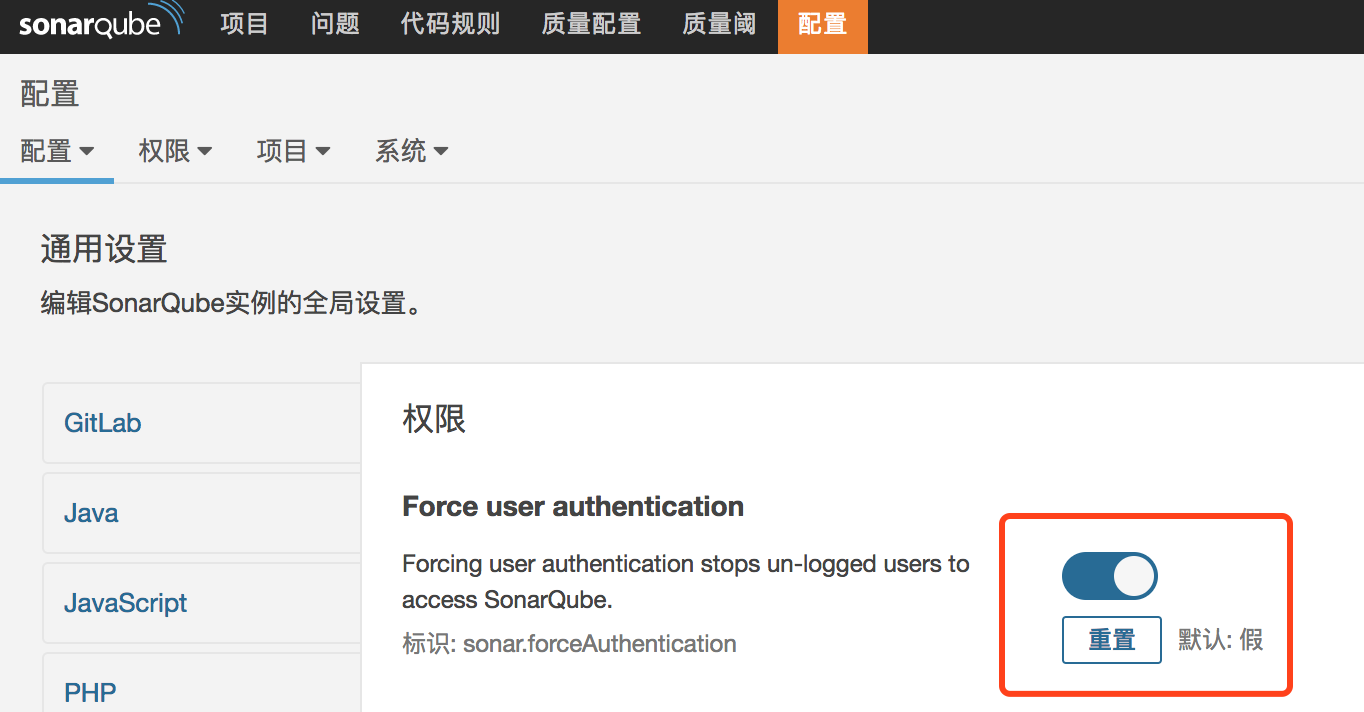 sonarqube 项目 问题 代码规则 质量配置 质量阈 配置
配置
配置 权限 项目 系统
通用设置
编辑SonarQube实例的全局设置。
GitLab
Java
JavaScript
PHP
权限
Force user authentication
Forcing user authentication stops un-logged users to
access SonarQube.
标识: sonar.forceAuthentication
重置 默认: 假